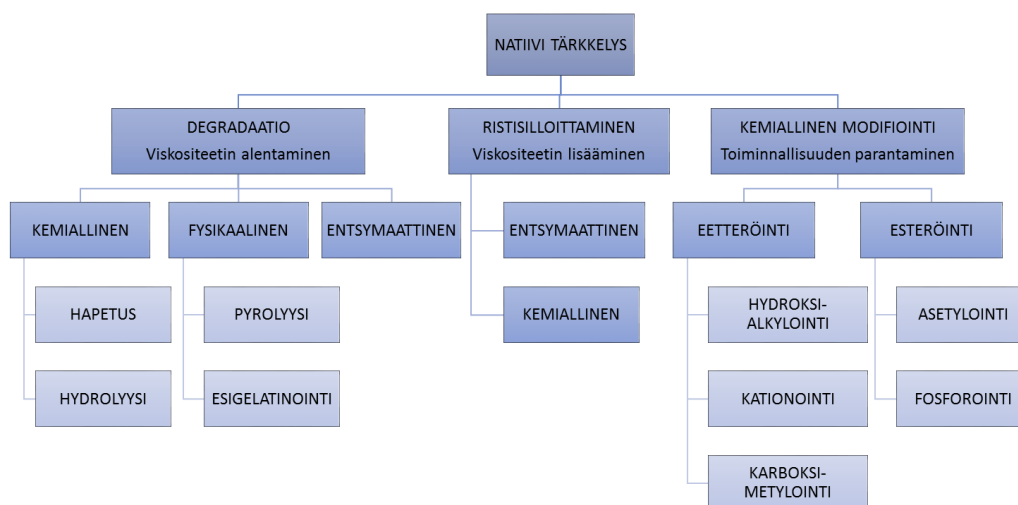 NATIIVI TÄRKKELYS
DEGRADAATIO
Viskositeetin alentaminen
RISTISILLOITTAMINEN
Viskositeetin lisääminen
KEMIALLINEN MODIFIOINTI
Toiminnallisuuden parantaminen
KEMIALLINEN
FYSIKAALINEN
ENTSYMAATTINEN
ENTSYMAATTINEN
EETTERÖINTI
ESTERÖINTI
HAPETUS
PYROLYYSI
KEMIALLINEN
HYDROKSI-
ALKYLOINTI
ASETYLOINTI
HYDROLYYSI
ESIGELATINOINTI
KATIONOINTI
FOSFOROINTI
KARBOKSI-
METYLOINTI